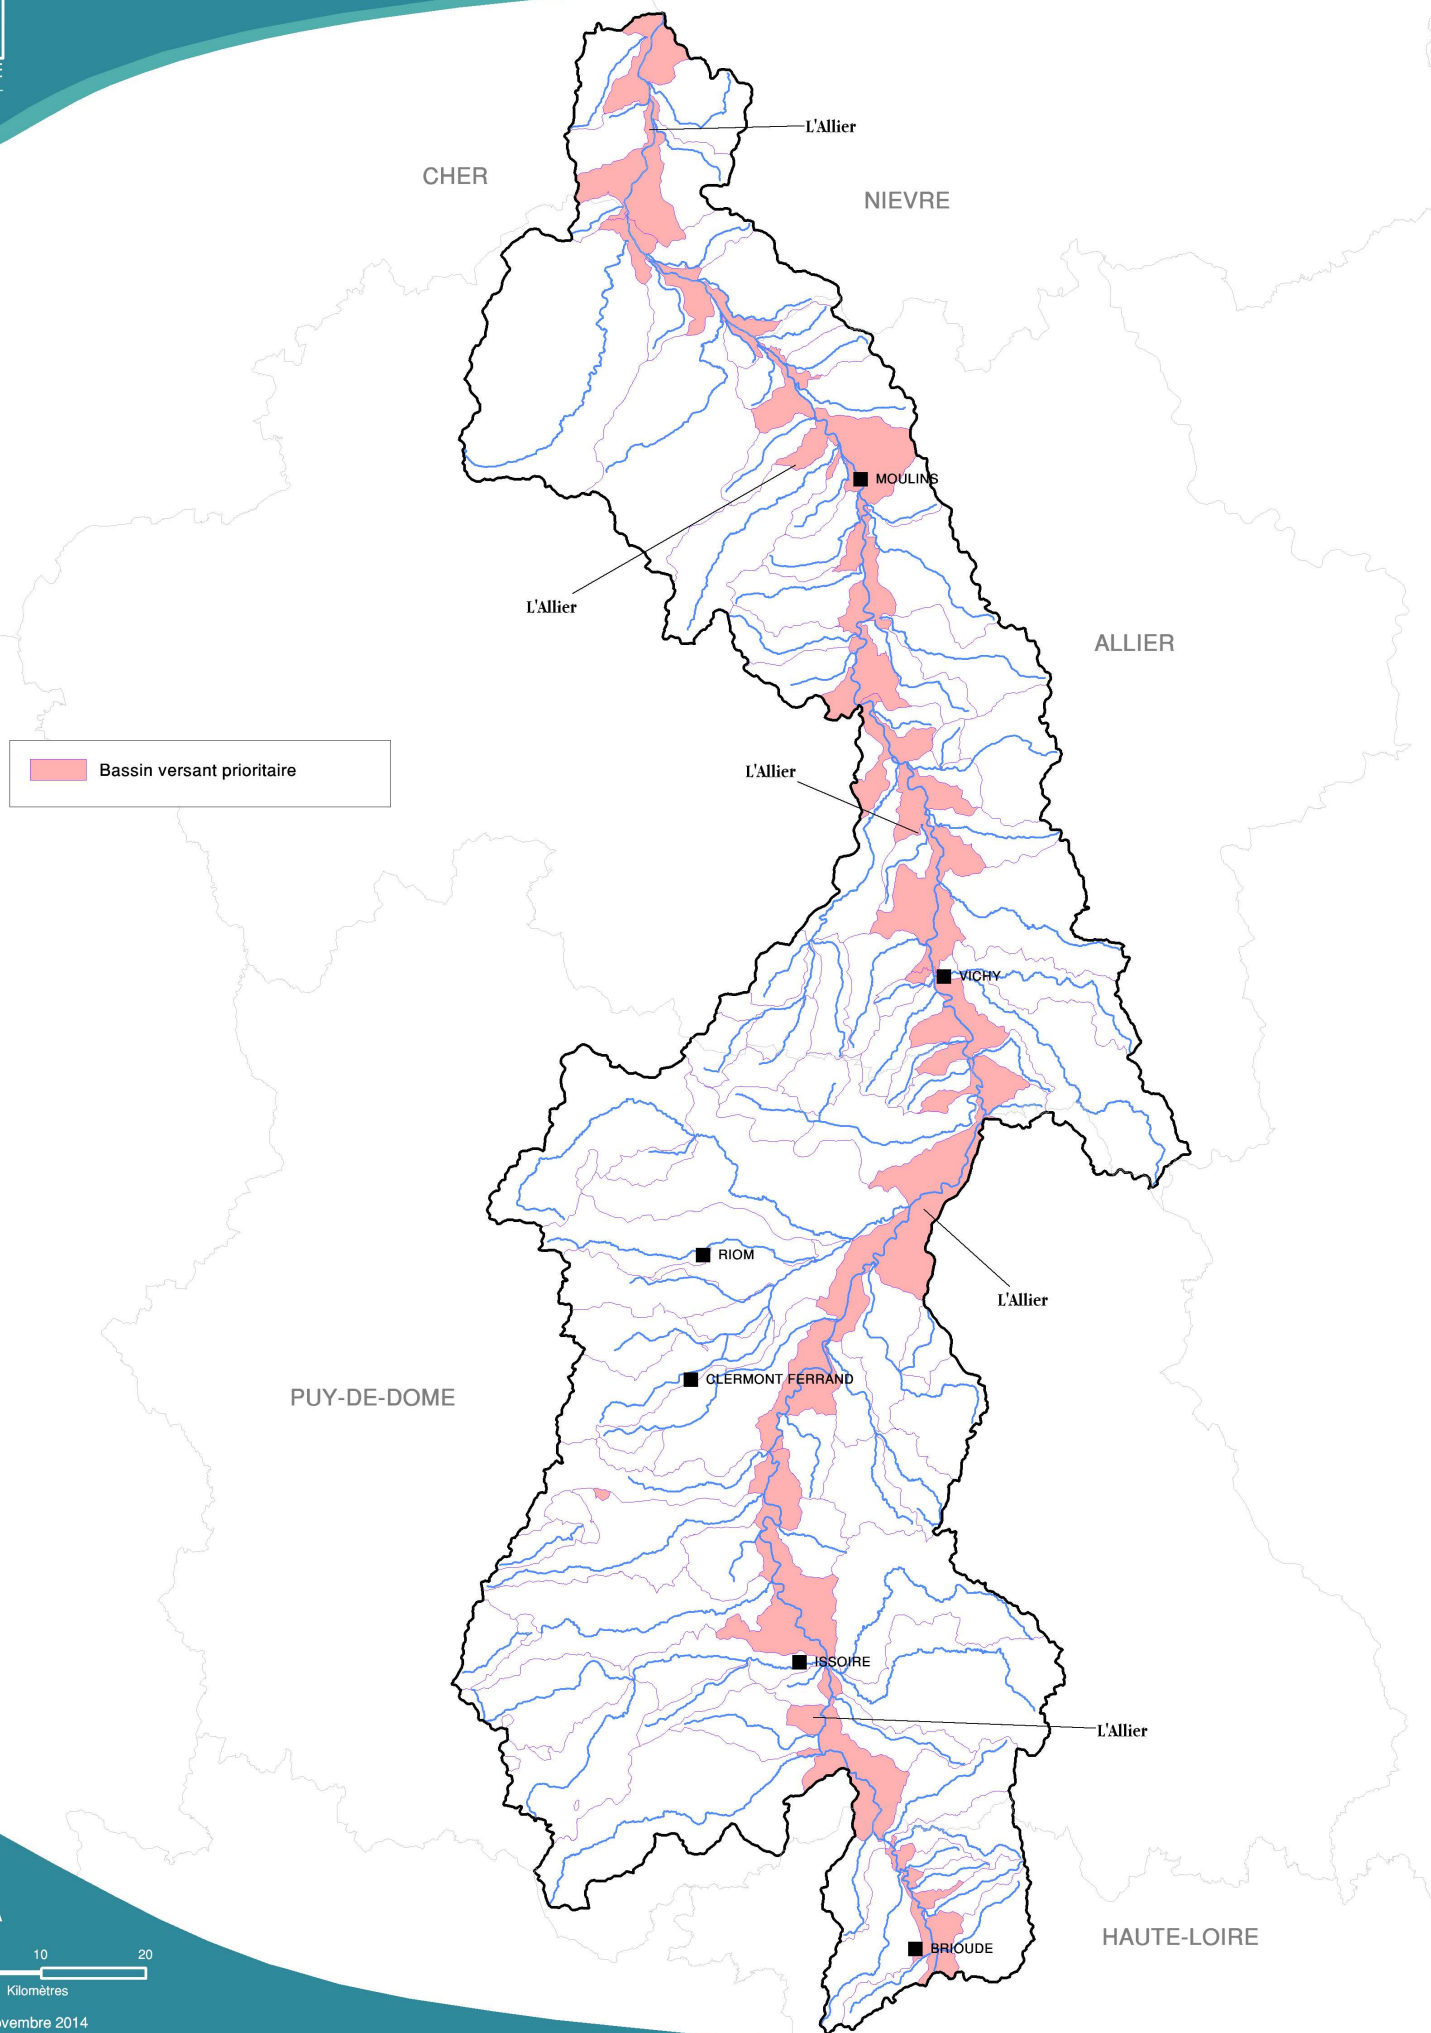 L'Allier
CHER
NIEVRE
MOULINS
L'Allier
ALLIER
Bassin versant prioritaire
L'Allier
VICHY
RIOM
L'Allier
CLERMONT FERRAND
PUY-DE-DOME
ISSOIRE
L'Allier
HAUTE-LOIRE
BRIOUDE
10 20
Kilomètres
vembre 2014